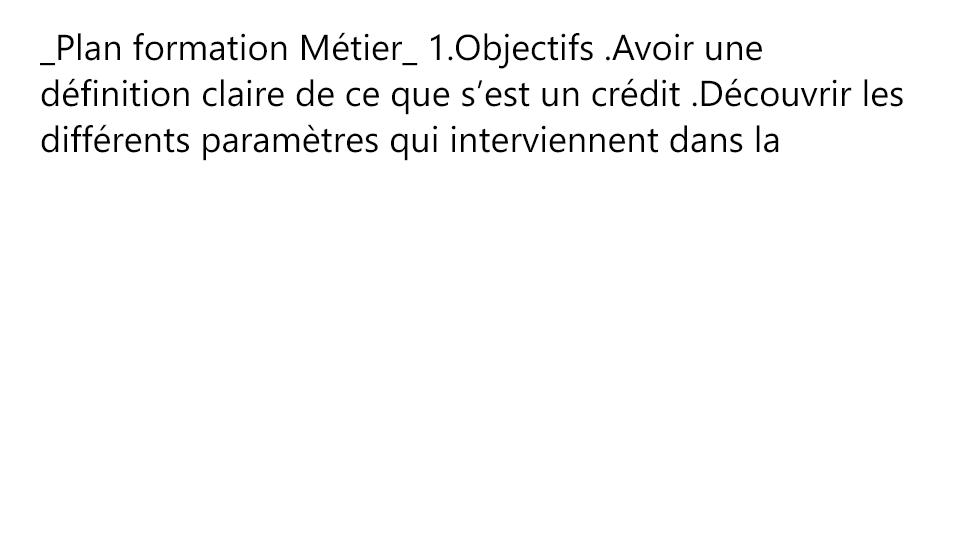 _Plan formation Métier_ 1.Objectifs .Avoir une
définition claire de ce que s’est un crédit .Découvrir les
différents paramètres qui interviennent dans la